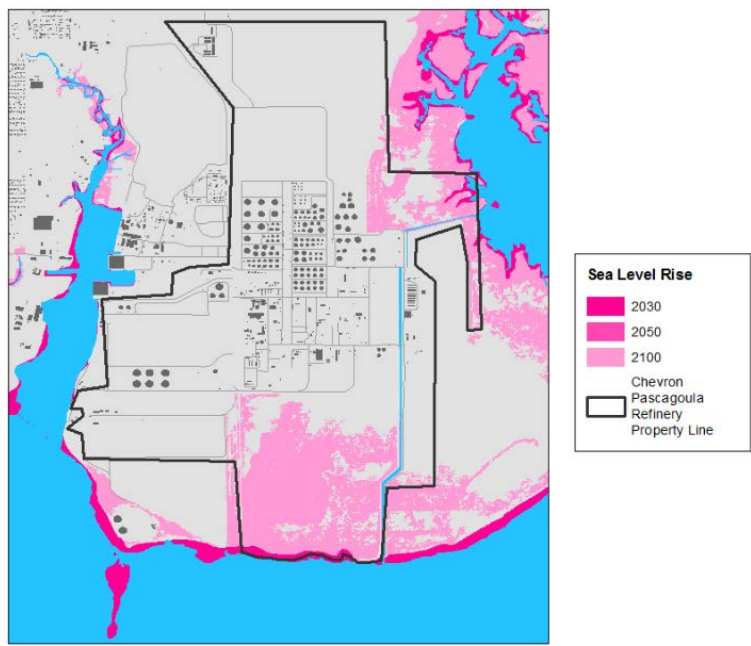 Sea Level Rise
2030
2050
2100
Chevron
Pascagoula
Refinery
Property Line